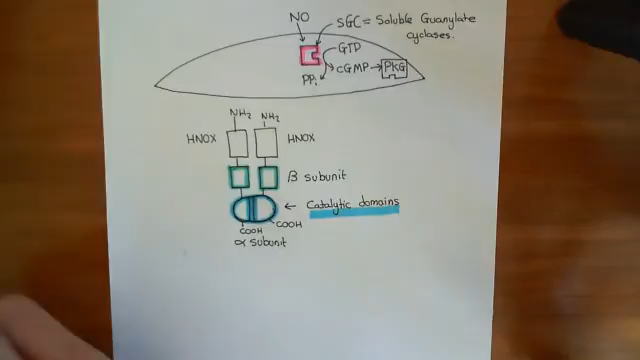 NO
sGC = Soluble Guanylate
cyclases.
GTP
cGMP → PKG
PPi
NH2 NH2
HNOX HNOX
β subunit
← Catalytic domains
COOH COOH
α subunit